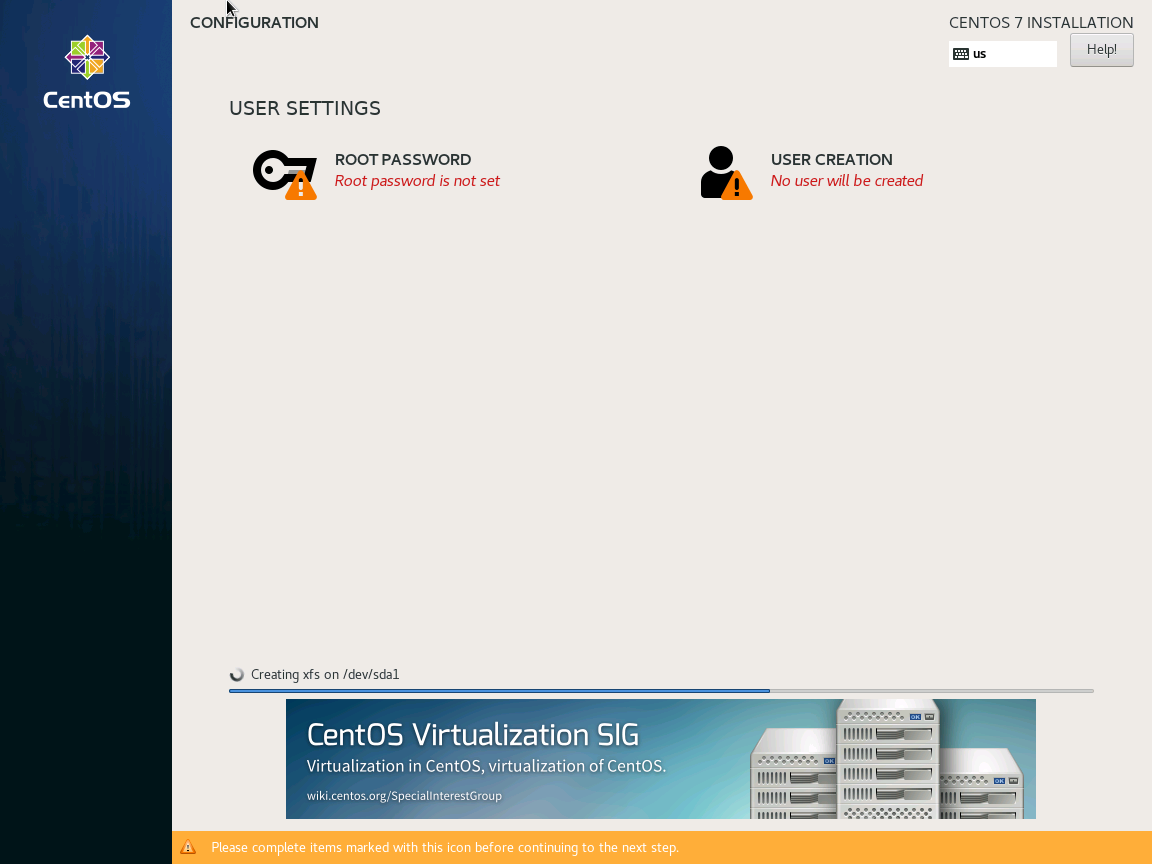 CentOS
CONFIGURATION
CENTOS 7 INSTALLATION
us
Help!
USER SETTINGS
ROOT PASSWORD
Root password is not set
USER CREATION
No user will be created
Creating xfs on /dev/sda1
CentOS Virtualization SIG
Virtualization in CentOS, virtualization of CentOS.
wiki.centos.org/SpecialInterestGroup
OK
OK
OK
Please complete items marked with this icon before continuing to the next step.